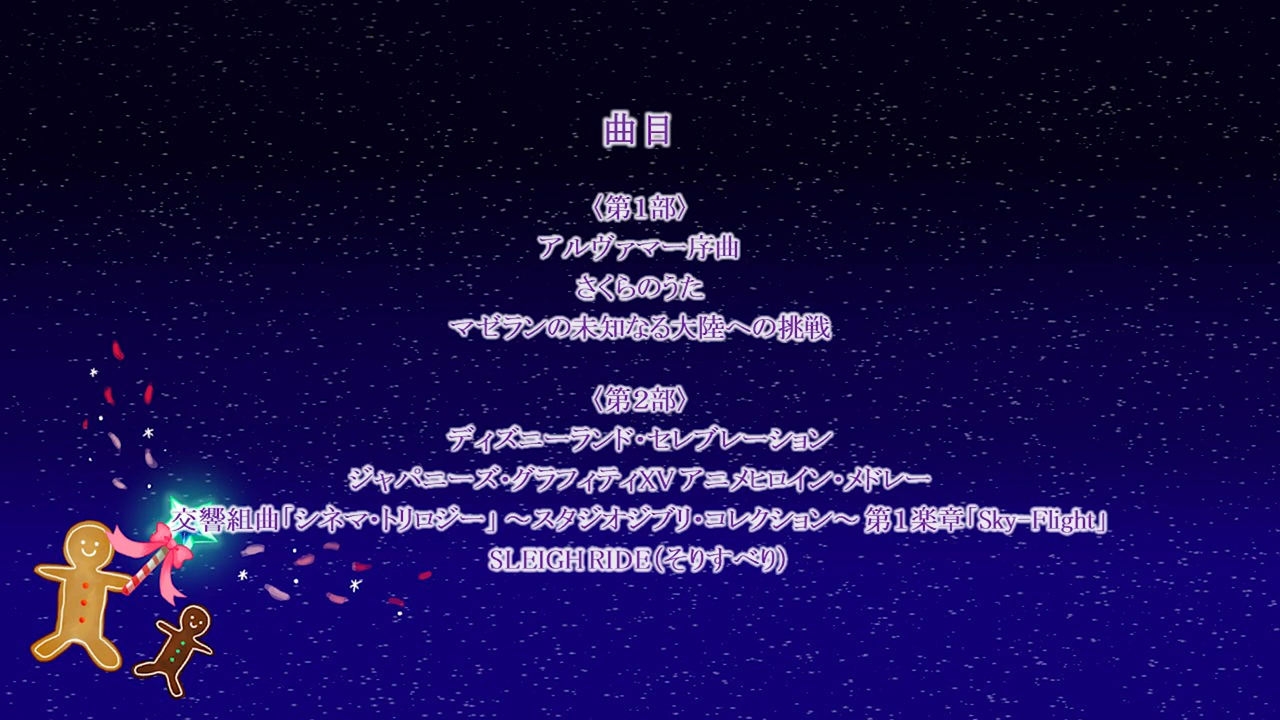 曲目
〈第１部〉
アルヴァマー序曲
さくらのうた
マゼランの未知なる大陸への挑戦
〈第２部〉
ディズニーランド・セレブレーション
ジャパニーズ・グラフィティXV アニメヒロイン・メドレー
交響組曲「シネマ・トリロジー」 ～スタジオジブリ・コレクション～ 第１楽章「Sky-Flight」
SLEIGH RIDE（そりすべり）